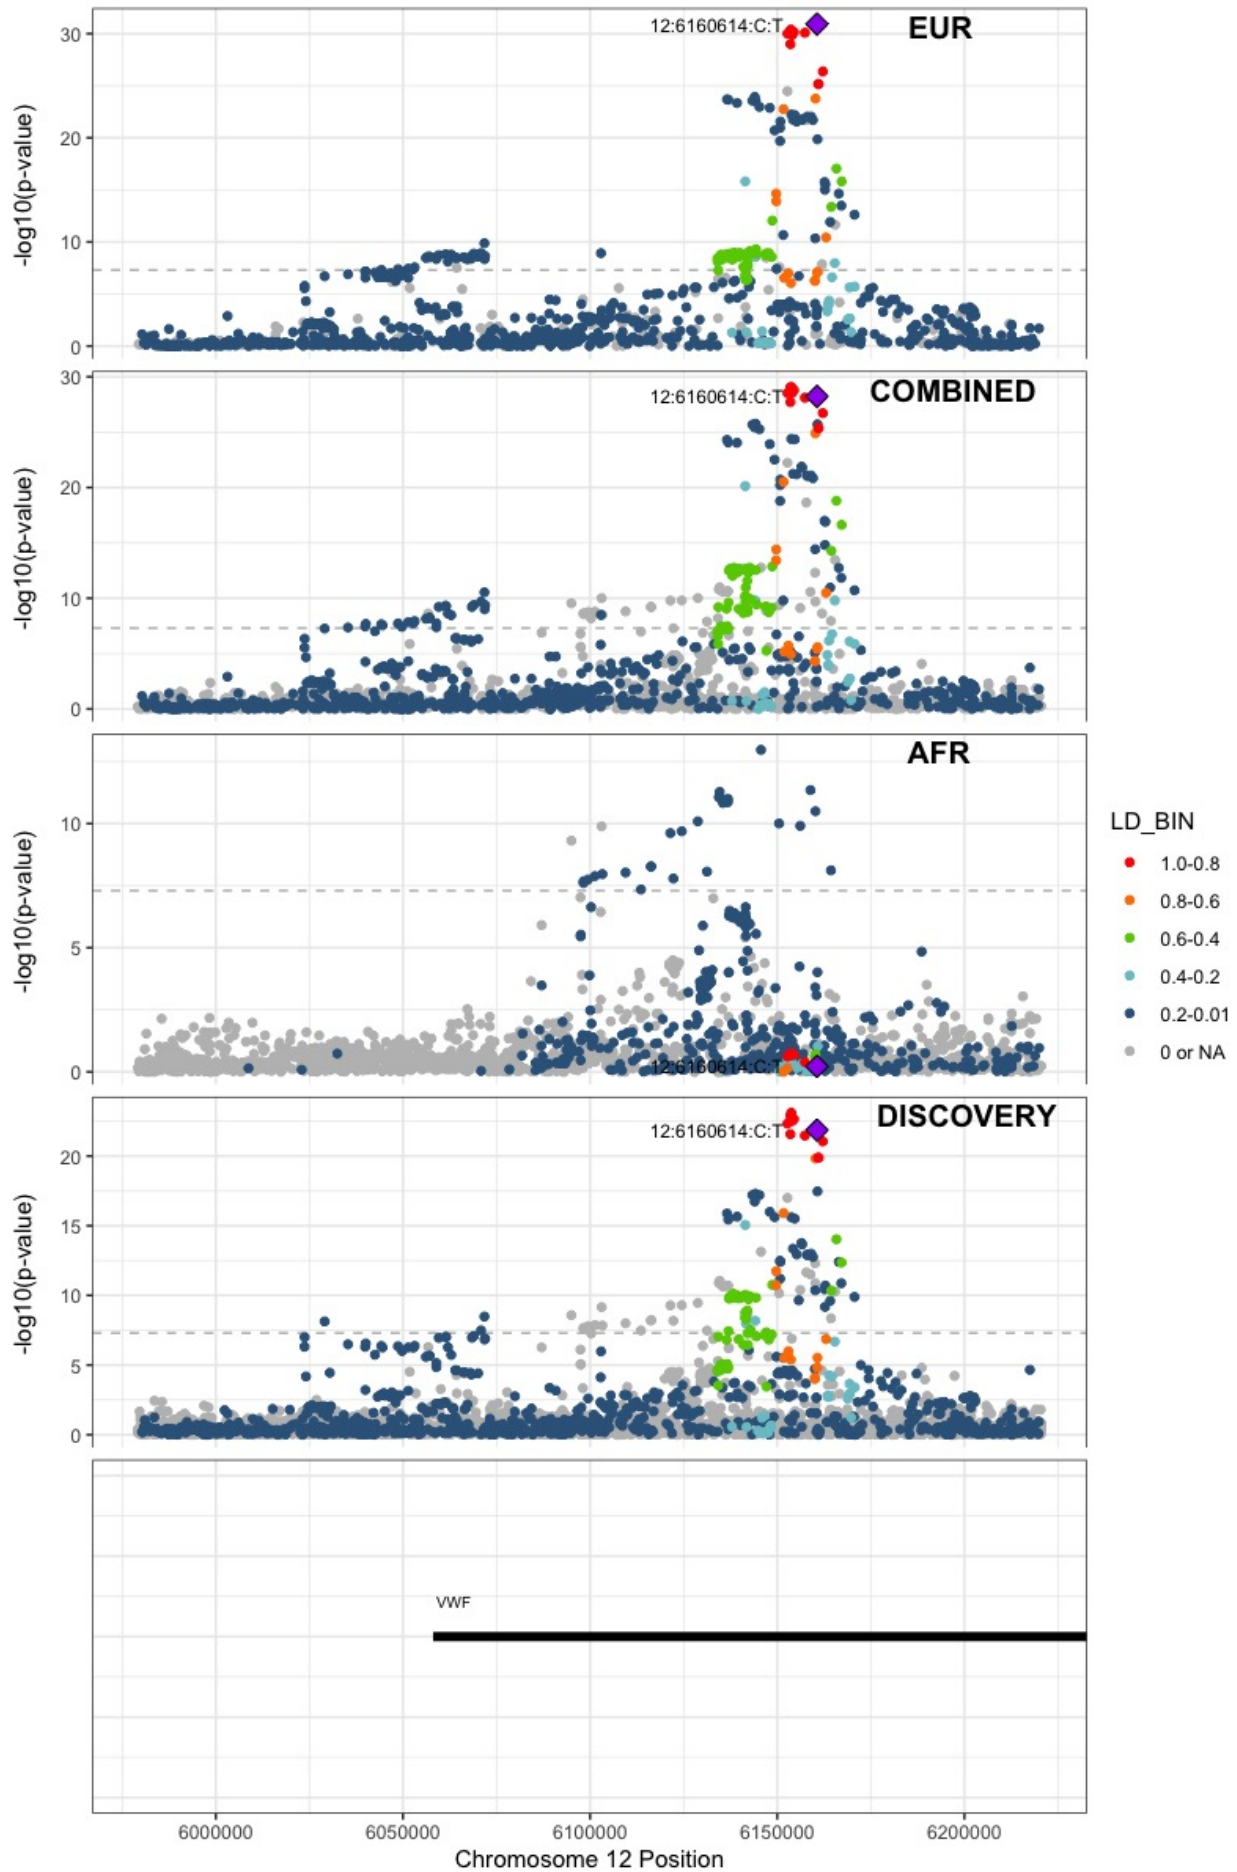 EUR
12:6160614:C:T
-log10(p-value)
30
20
10
0
COMBINED
12:6160614:C:T
-log10(p-value)
30
20
10
0
AFR
12:6160614:C:T
-log10(p-value)
10
5
0
DISCOVERY
12:6160614:C:T
-log10(p-value)
20
15
10
5
0
LD_BIN
1.0-0.8
0.8-0.6
0.6-0.4
0.4-0.2
0.2-0.01
0 or NA
VWF
6000000 6050000 6100000 6150000 6200000
Chromosome 12 Position